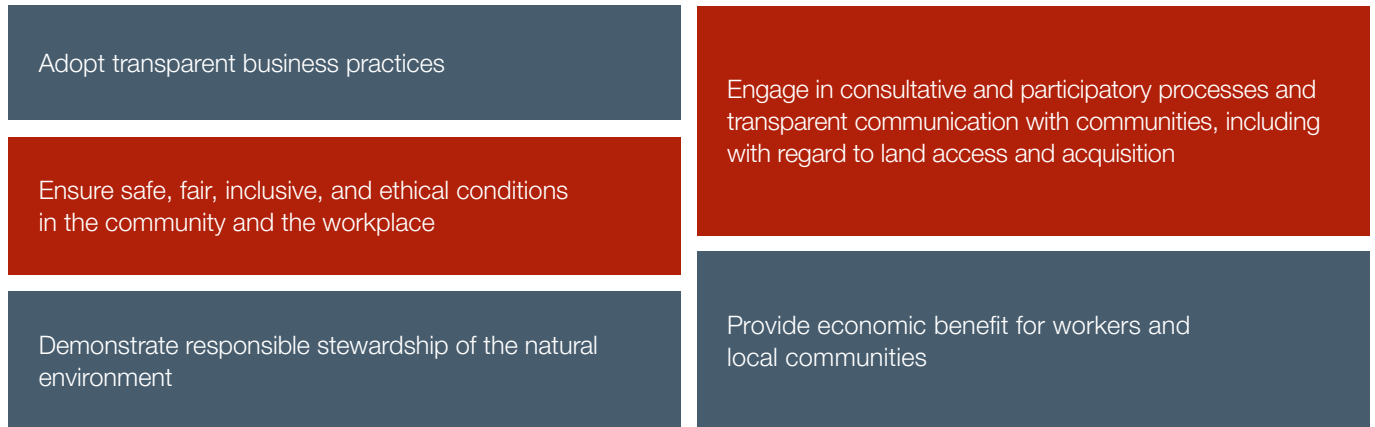 Adopt transparent business practices
Ensure safe, fair, inclusive, and ethical conditions
in the community and the workplace
Demonstrate responsible stewardship of the natural
environment
Engage in consultative and participatory processes and
transparent communication with communities, including
with regard to land access and acquisition
Provide economic benefit for workers and
local communities